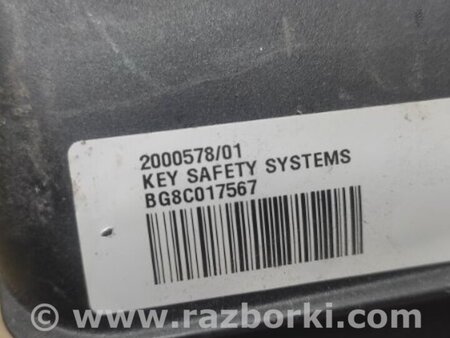 2000578/01
KEY SAFETY SYSTEMS
BG8C017567
www.razborki.com